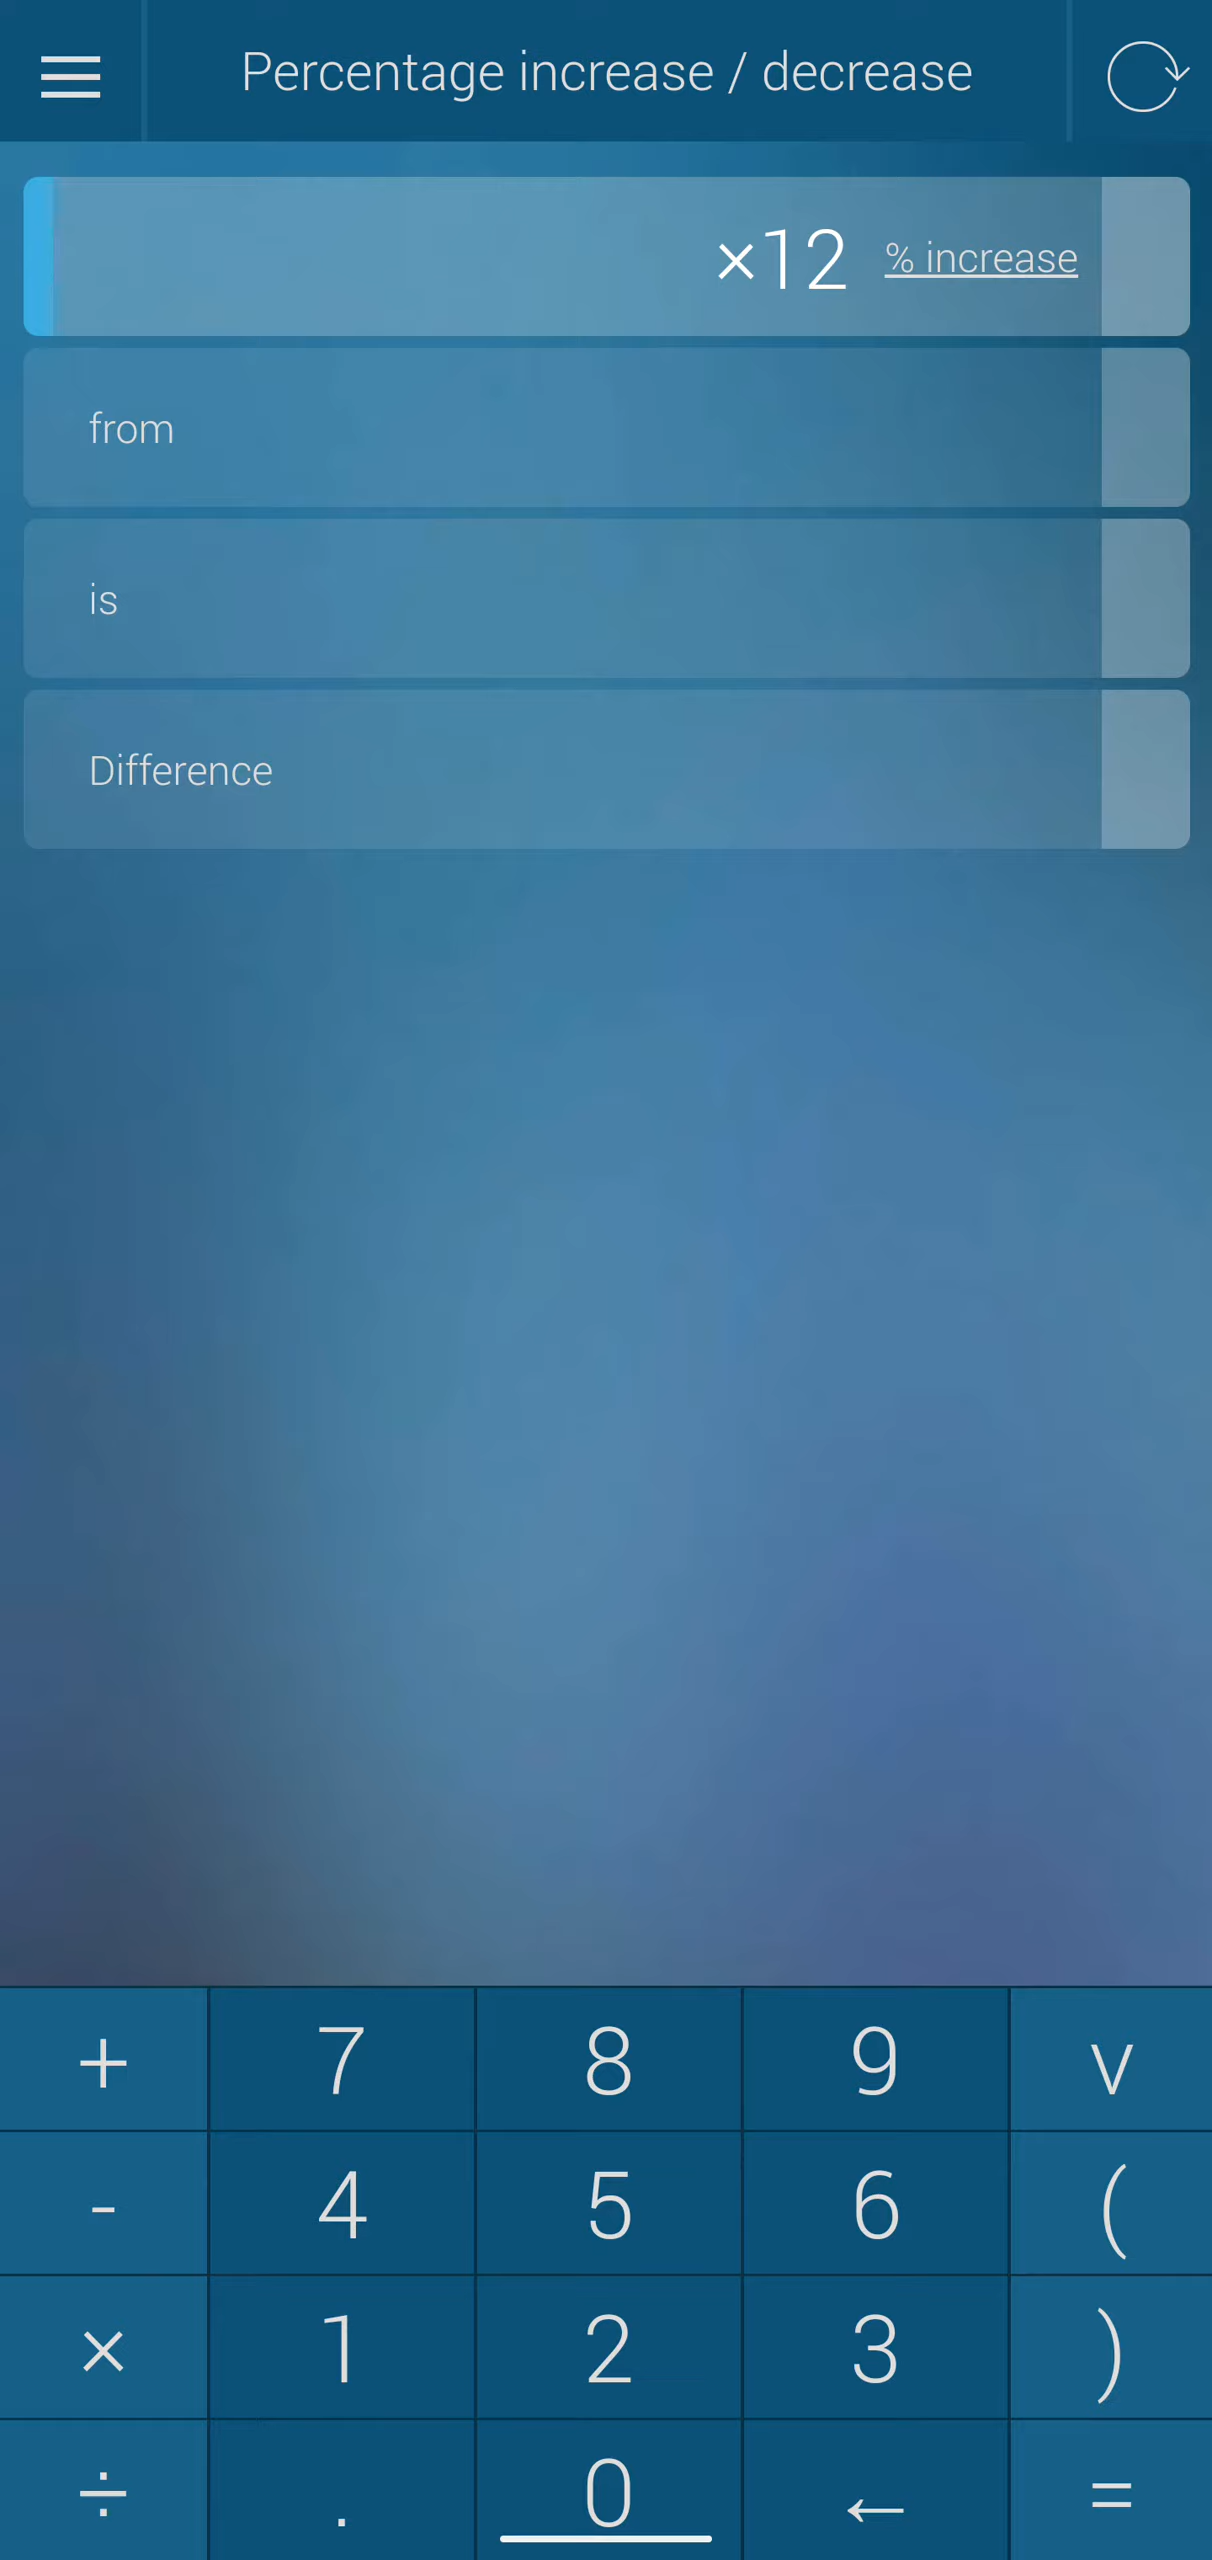 Percentage increase / decrease
×12 % increase
from
is
Difference
+ 7 8 9 v
- 4 5 6 (
× 1 2 3 )
÷ . 0 ← =